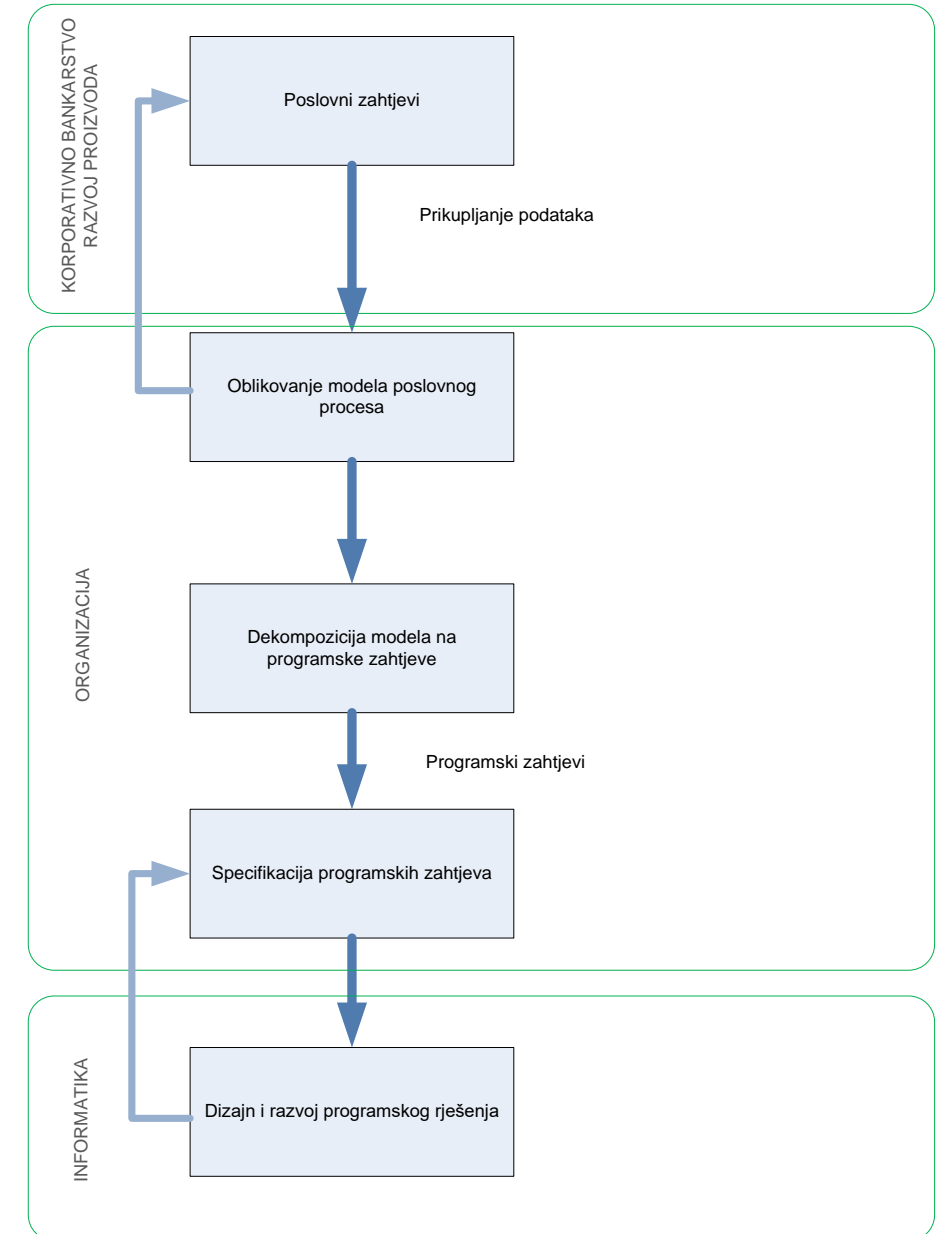 KORPORATIVNO BANKARSTVO
RAZVOJ PROIZVODA
Poslovni zahtjevi
Prikupljanje podataka
ORGANIZACIJA
Oblikovanje modela poslovnog
procesa
Dekompozicija modela na
programske zahtjeve
Programski zahtjevi
Specifikacija programskih zahtjeva
INFORMATIKA
Dizajn i razvoj programskog rješenja